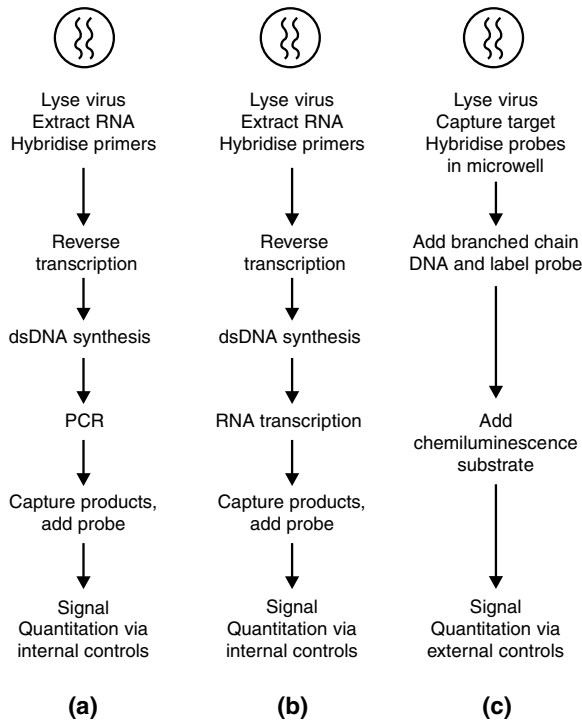 Lyse virus
Extract RNA
Hybridise primers
Reverse
transcription
dsDNA synthesis
PCR
Capture products,
add probe
Signal
Quantitation via
internal controls
(a)
Lyse virus
Extract RNA
Hybridise primers
Reverse
transcription
dsDNA synthesis
RNA transcription
Capture products,
add probe
Signal
Quantitation via
internal controls
(b)
Lyse virus
Capture target
Hybridise probes
in microwell
Add branched chain
DNA and label probe
Add
chemiluminescence
substrate
Signal
Quantitation via
external controls
(c)